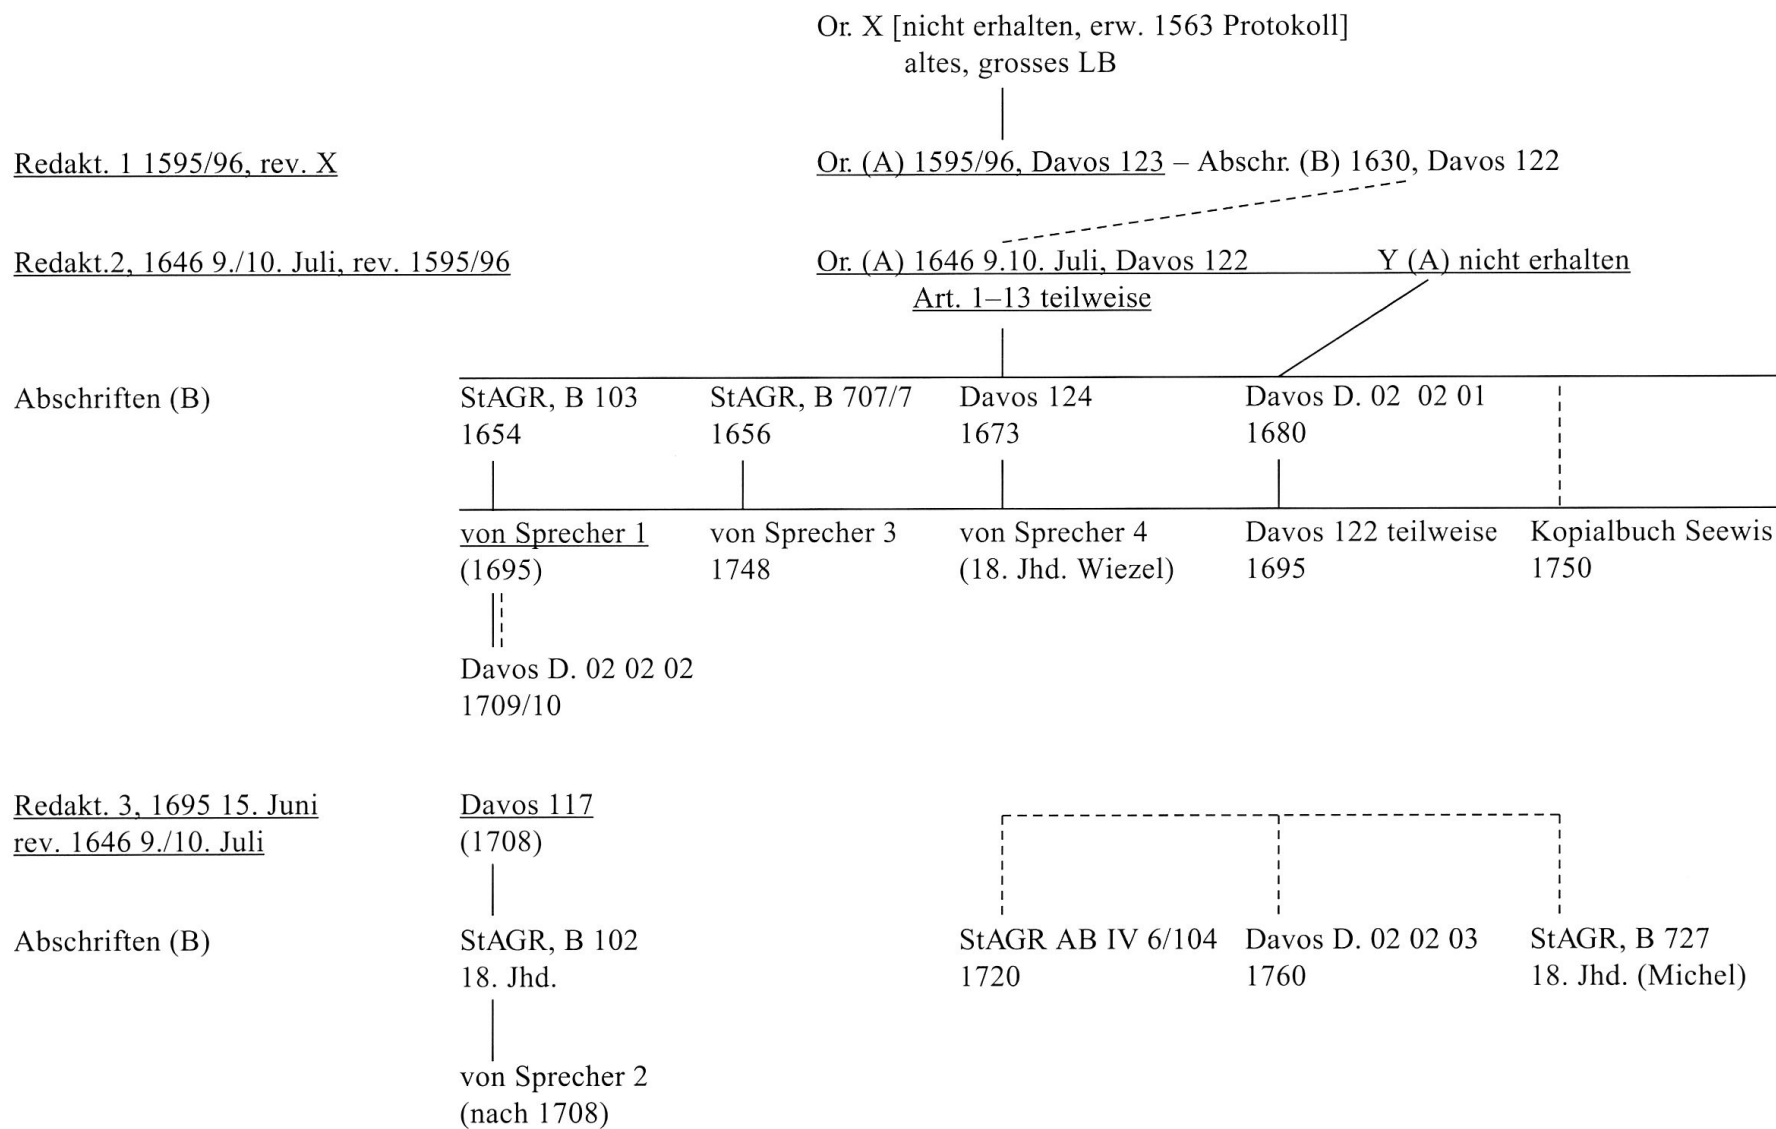 Or. X [nicht erhalten, erw. 1563 Protokoll]
altes, grosses LB
Redakt. 1 1595/96, rev. X
Or. (A) 1595/96, Davos 123 – Abschr. (B) 1630, Davos 122
Redakt.2, 1646 9./10. Juli, rev. 1595/96
Or. (A) 1646 9.10. Juli, Davos 122
Y (A) nicht erhalten
Art. 1–13 teilweise
Abschriften (B)
StAGR, B 103
1654
StAGR, B 707/7
1656
Davos 124
1673
Davos D. 02 02 01
1680
von Sprecher 1
(1695)
von Sprecher 3
1748
von Sprecher 4
(18. Jhd. Wiezel)
Davos 122 teilweise
1695
Kopialbuch Seewis
1750
Davos D. 02 02 02
1709/10
Redakt. 3, 1695 15. Juni
rev. 1646 9./10. Juli
Davos 117
(1708)
Abschriften (B)
StAGR, B 102
18. Jhd.
StAGR AB IV 6/104
1720
Davos D. 02 02 03
1760
StAGR, B 727
18. Jhd. (Michel)
von Sprecher 2
(nach 1708)